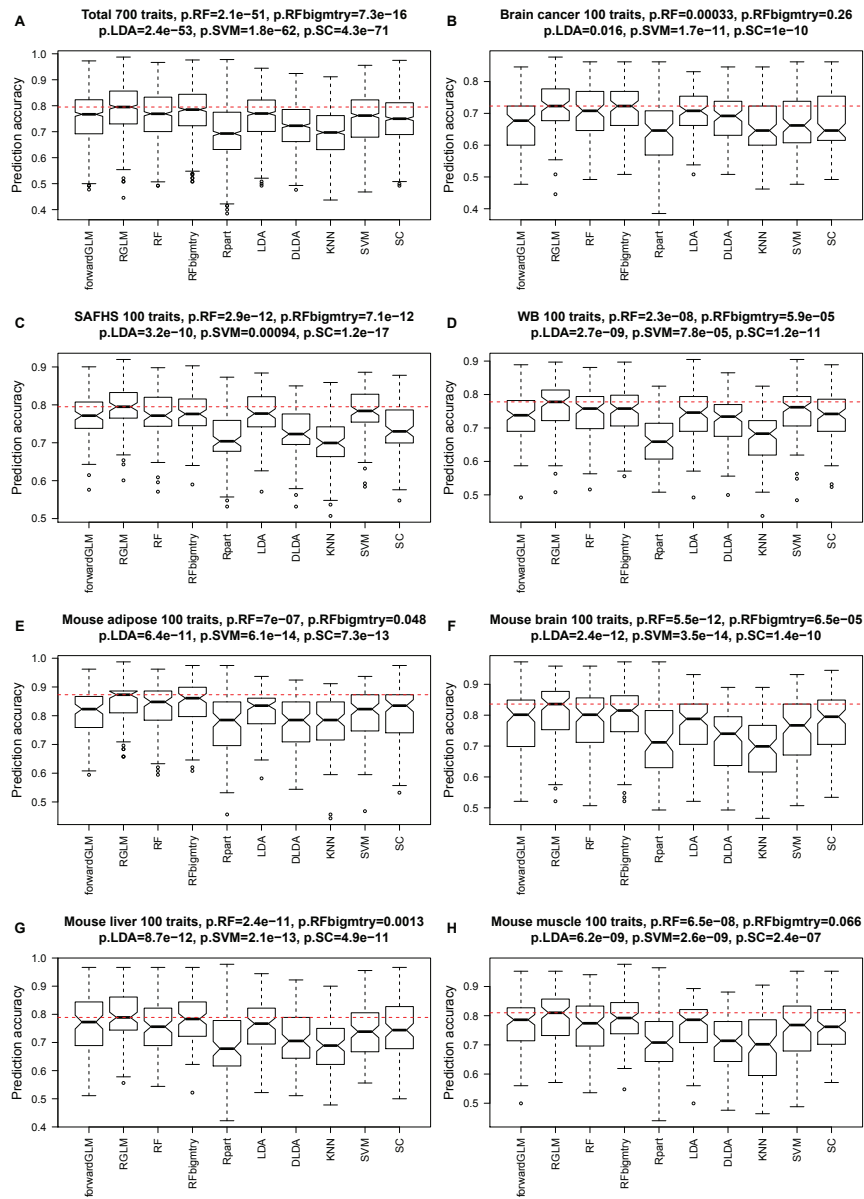 A
Total 700 traits, p.RF=2.1e−51, p.RFbigmtry=7.3e−16
p.LDA=2.4e−53, p.SVM=1.8e−62, p.SC=4.3e−71
Prediction accuracy
1.0
0.9
0.8
0.7
0.6
0.5
0.4
forwardGLM
RGLM
RF
RFbigmtry
Rpart
LDA
DLDA
KNN
SVM
SC
B
Brain cancer 100 traits, p.RF=0.00033, p.RFbigmtry=0.26
p.LDA=0.016, p.SVM=1.7e−11, p.SC=1e−10
Prediction accuracy
0.8
0.7
0.6
0.5
0.4
forwardGLM
RGLM
RF
RFbigmtry
Rpart
LDA
DLDA
KNN
SVM
SC
C
SAFHS 100 traits, p.RF=2.9e−12, p.RFbigmtry=7.1e−12
p.LDA=3.2e−10, p.SVM=0.00094, p.SC=1.2e−17
Prediction accuracy
0.9
0.8
0.7
0.6
0.5
forwardGLM
RGLM
RF
RFbigmtry
Rpart
LDA
DLDA
KNN
SVM
SC
D
WB 100 traits, p.RF=2.3e−08, p.RFbigmtry=5.9e−05
p.LDA=2.7e−09, p.SVM=7.8e−05, p.SC=1.2e−11
Prediction accuracy
0.9
0.8
0.7
0.6
0.5
forwardGLM
RGLM
RF
RFbigmtry
Rpart
LDA
DLDA
KNN
SVM
SC
E
Mouse adipose 100 traits, p.RF=7e−07, p.RFbigmtry=0.048
p.LDA=6.4e−11, p.SVM=6.1e−14, p.SC=7.3e−13
Prediction accuracy
1.0
0.9
0.8
0.7
0.6
0.5
forwardGLM
RGLM
RF
RFbigmtry
Rpart
LDA
DLDA
KNN
SVM
SC
F
Mouse brain 100 traits, p.RF=5.5e−12, p.RFbigmtry=6.5e−05
p.LDA=2.4e−12, p.SVM=3.5e−14, p.SC=1.4e−10
Prediction accuracy
0.9
0.8
0.7
0.6
0.5
forwardGLM
RGLM
RF
RFbigmtry
Rpart
LDA
DLDA
KNN
SVM
SC
G
Mouse liver 100 traits, p.RF=2.4e−11, p.RFbigmtry=0.0013
p.LDA=8.7e−12, p.SVM=2.1e−13, p.SC=4.9e−11
Prediction accuracy
1.0
0.9
0.8
0.7
0.6
0.5
0.4
forwardGLM
RGLM
RF
RFbigmtry
Rpart
LDA
DLDA
KNN
SVM
SC
H
Mouse muscle 100 traits, p.RF=6.5e−08, p.RFbigmtry=0.066
p.LDA=6.2e−09, p.SVM=2.6e−09, p.SC=2.4e−07
Prediction accuracy
0.9
0.8
0.7
0.6
0.5
forwardGLM
RGLM
RF
RFbigmtry
Rpart
LDA
DLDA
KNN
SVM
SC